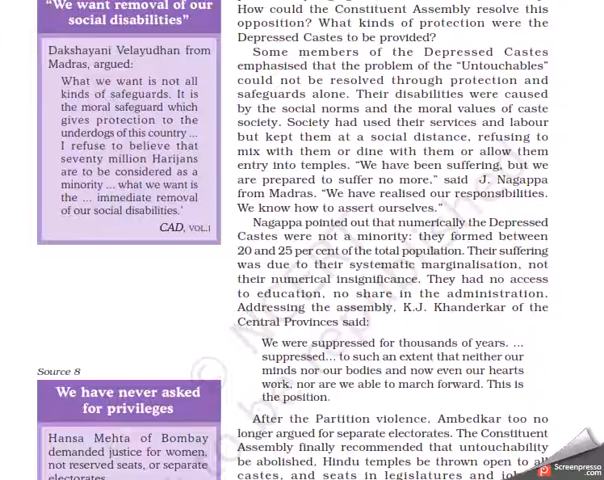 "We want removal of our
social disabilities"
Dakshayani Velayudhan from
Madras, argued:
What we want is not all
kinds of safeguards. It is
the moral safeguard which
gives protection to the
underdogs of this country ...
I refuse to believe that
seventy million Harijans
are to be considered as a
minority ... what we want is
the ... immediate removal
of our social disabilities.'
CAD, VOL.I
Source 8
We have never asked
for privileges
Hansa Mehta of Bombay
demanded justice for women,
not reserved seats, or separate
electorates.
How could the Constituent Assembly resolve this
opposition? What kinds of protection were the
Depressed Castes to be provided?
Some members of the Depressed Castes
emphasised that the problem of the "Untouchables"
could not be resolved through protection and
safeguards alone. Their disabilities were caused
by the social norms and the moral values of caste
society. Society had used their services and labour
but kept them at a social distance, refusing to
mix with them or dine with them or allow them
entry into temples. "We have been suffering, but we
are prepared to suffer no more," said J. Nagappa
from Madras. "We have realised our responsibilities.
We know how to assert ourselves."
Nagappa pointed out that numerically the Depressed
Castes were not a minority: they formed between
20 and 25 per cent of the total population. Their suffering
was due to their systematic marginalisation, not
their numerical insignificance. They had no access
to education, no share in the administration.
Addressing the assembly, K.J. Khanderkar of the
Central Provinces said:
We were suppressed for thousands of years. ...
suppressed... to such an extent that neither our
minds nor our bodies and now even our hearts
work, nor are we able to march forward. This is
the position.
After the Partition violence, Ambedkar too no
longer argued for separate electorates. The Constituent
Assembly finally recommended that untouchability
be abolished, Hindu temples be thrown open to all
castes, and seats in legislatures and
© NCERT
to be republished
Screenpresso